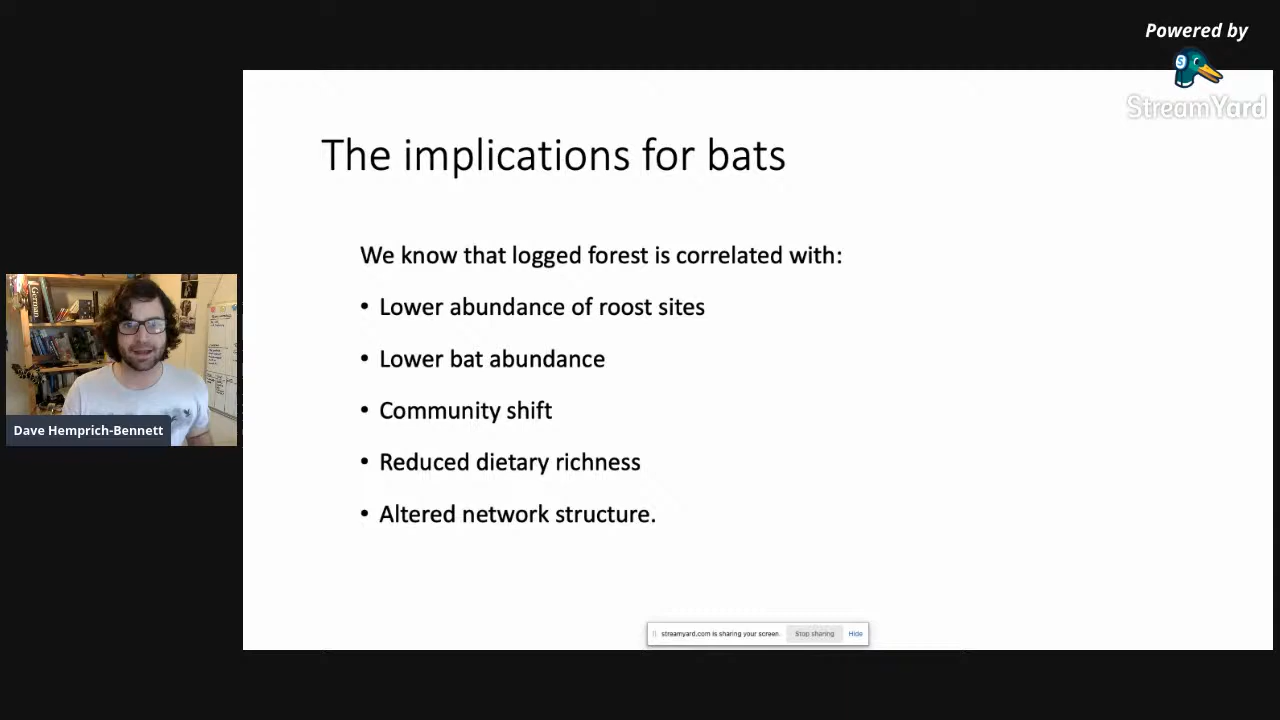 Powered by
StreamYard
The implications for bats
We know that logged forest is correlated with:
• Lower abundance of roost sites
• Lower bat abundance
• Community shift
• Reduced dietary richness
• Altered network structure.
German
Dave Hemprich-Bennett
streamyard.com is sharing your screen.
Stop sharing
Hide